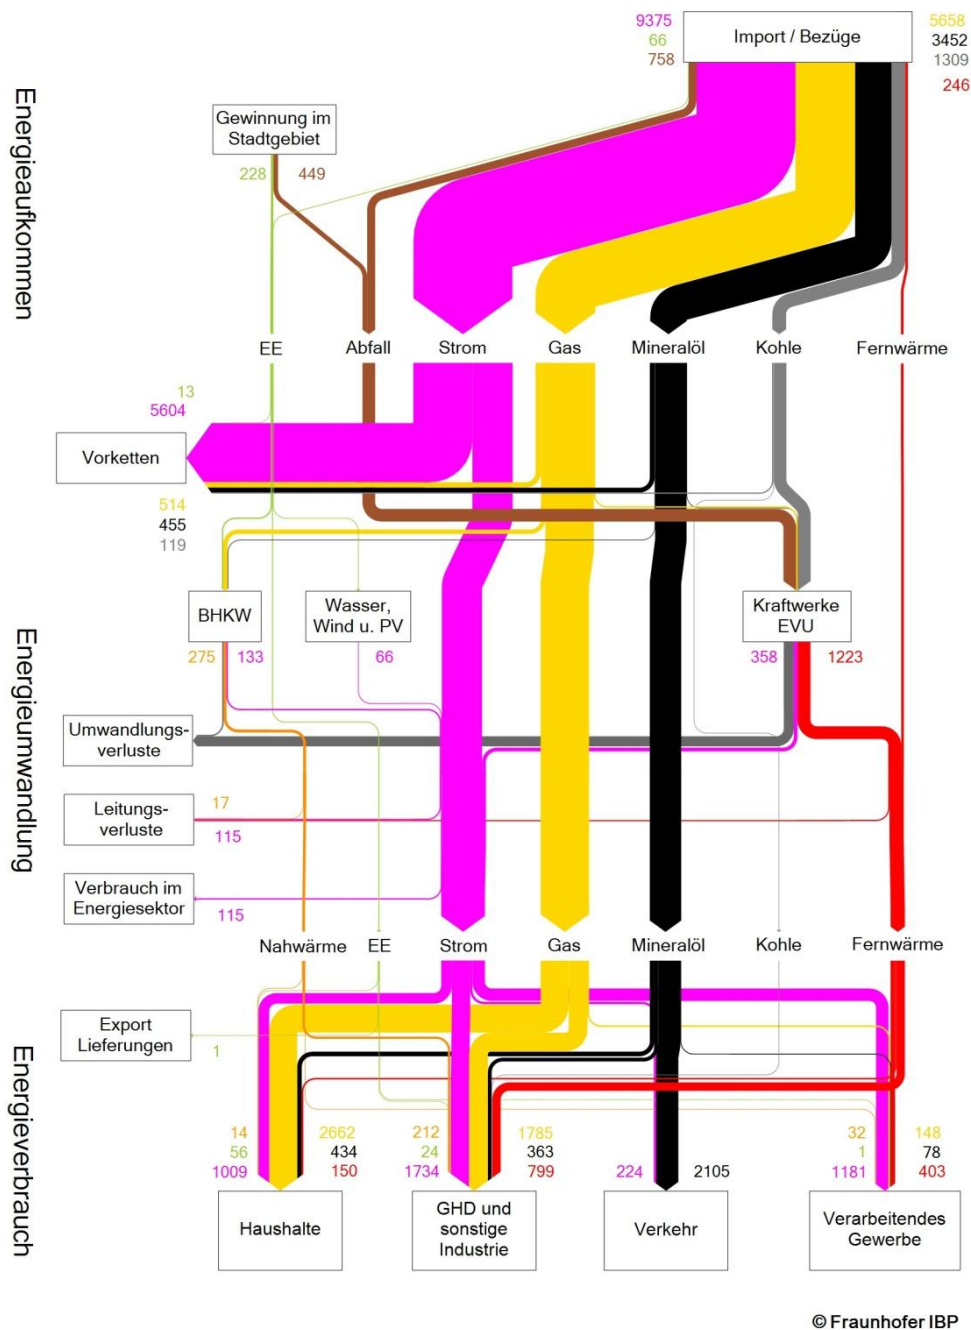 9375
66
758
Import / Bezüge
5658
3452
1309
246
Energieaufkommen
Gewinnung im
Stadtgebiet
228
449
EE
Abfall
Strom
Gas
Mineralöl
Kohle
Fernwärme
13
5604
Vorketten
514
455
119
Energieumwandlung
BHKW
275
133
Wasser,
Wind u. PV
66
Kraftwerke
EVU
358
1223
Umwandlungs-
verluste
Leitungs-
verluste
17
115
Verbrauch im
Energiesektor
115
Nahwärme
EE
Strom
Gas
Mineralöl
Kohle
Fernwärme
Energieverbrauch
Export
Lieferungen
1
14
56
1009
2662
434
150
212
24
1734
1785
363
799
224
2105
32
1
1181
148
78
403
Haushalte
GHD und
sonstige
Industrie
Verkehr
Verarbeitendes
Gewerbe
© Fraunhofer IBP